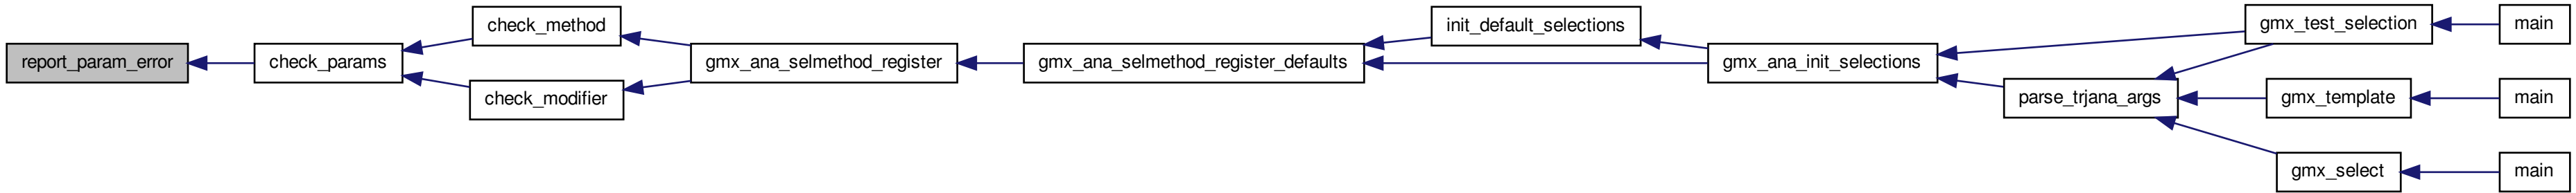 report_param_error
check_params
check_method
check_modifier
gmx_ana_selmethod_register
gmx_ana_selmethod_register_defaults
init_default_selections
gmx_ana_init_selections
gmx_test_selection
main
parse_trjana_args
gmx_template
main
gmx_select
main